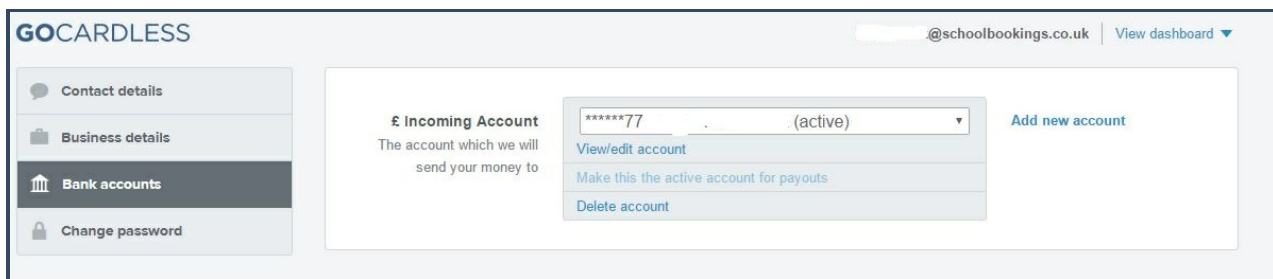 GOCARDLESS
@schoolbookings.co.uk
View dashboard
Contact details
Business details
Bank accounts
Change password
£ Incoming Account
The account which we will
send your money to
******77 (active)
View/edit account
Make this the active account for payouts
Delete account
Add new account